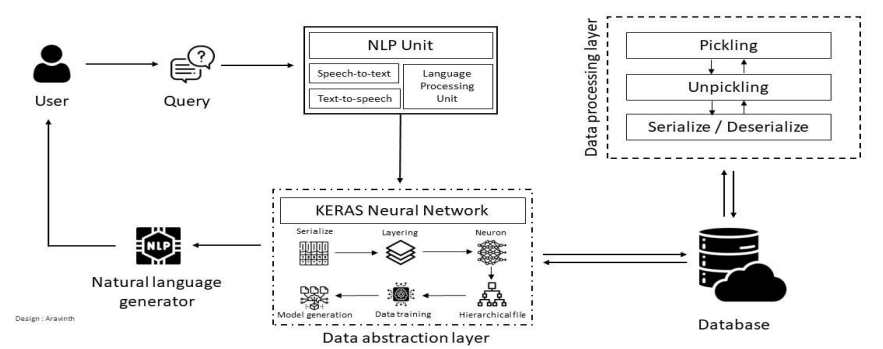 User
Query
NLP Unit
Speech-to-text
Text-to-speech
Language
Processing
Unit
Data processing layer
Pickling
Unpickling
Serialize / Deserialize
KERAS Neural Network
Serialize
Layering
Neuron
Model generation
Data training
Hierarchical file
Data abstraction layer
NLP
Natural language
generator
Database
Design : Aravinth